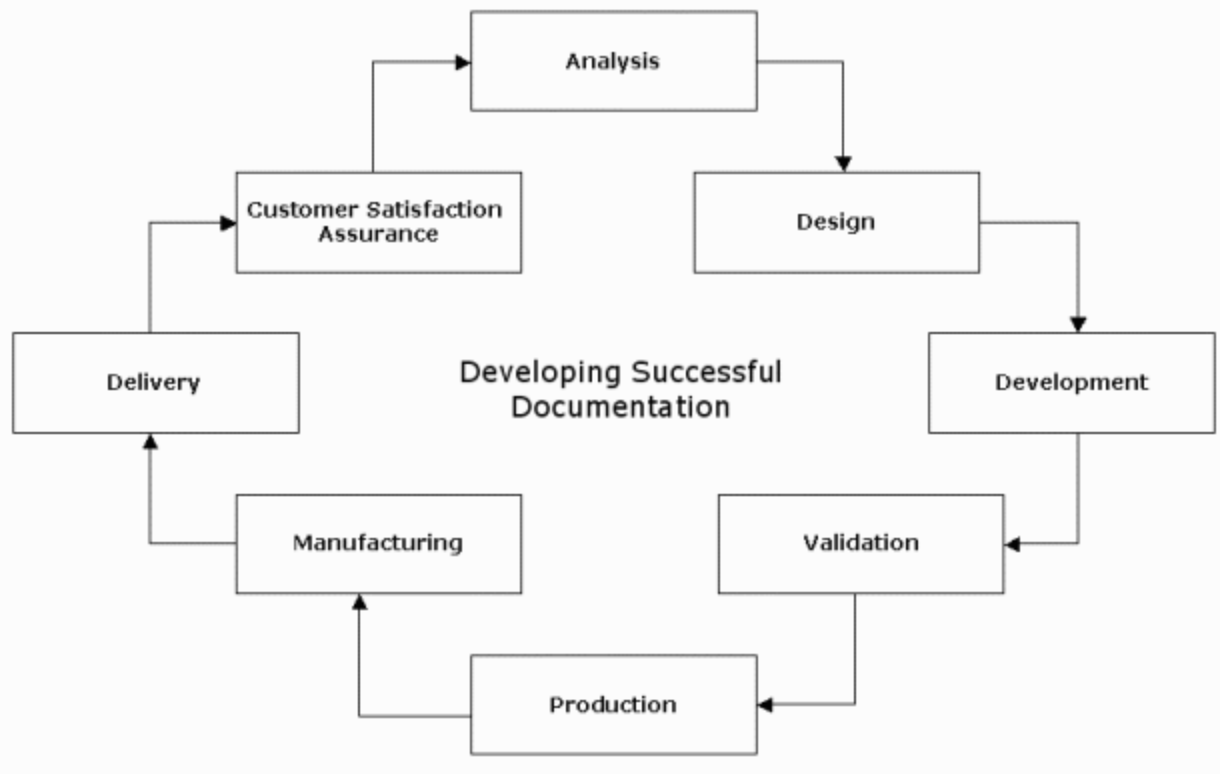 Analysis
Customer Satisfaction
Assurance
Design
Delivery
Developing Successful
Documentation
Development
Manufacturing
Validation
Production